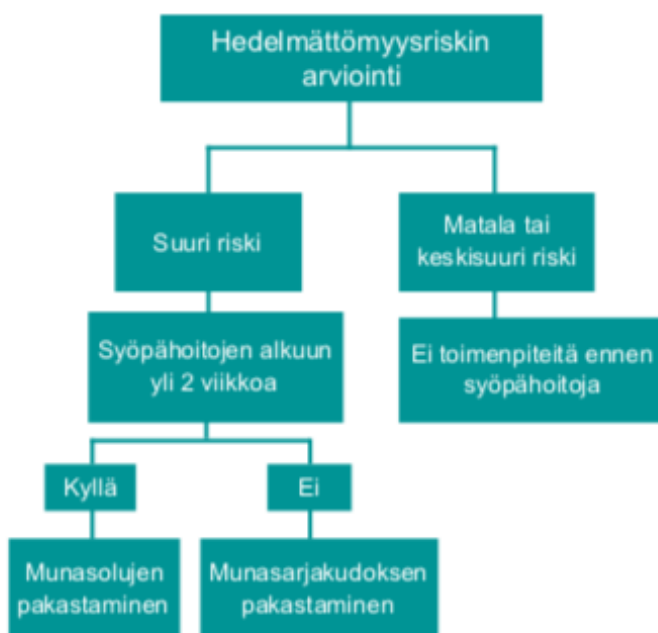 Hedelmättömyysriskin
arviointi
Suuri riski
Matala tai
keskisuuri riski
Syöpähoitojen alkuun
yli 2 viikkoa
Ei toimenpiteitä ennen
syöpähoitoja
Kyllä
Ei
Munasolujen
pakastaminen
Munasarjakudoksen
pakastaminen